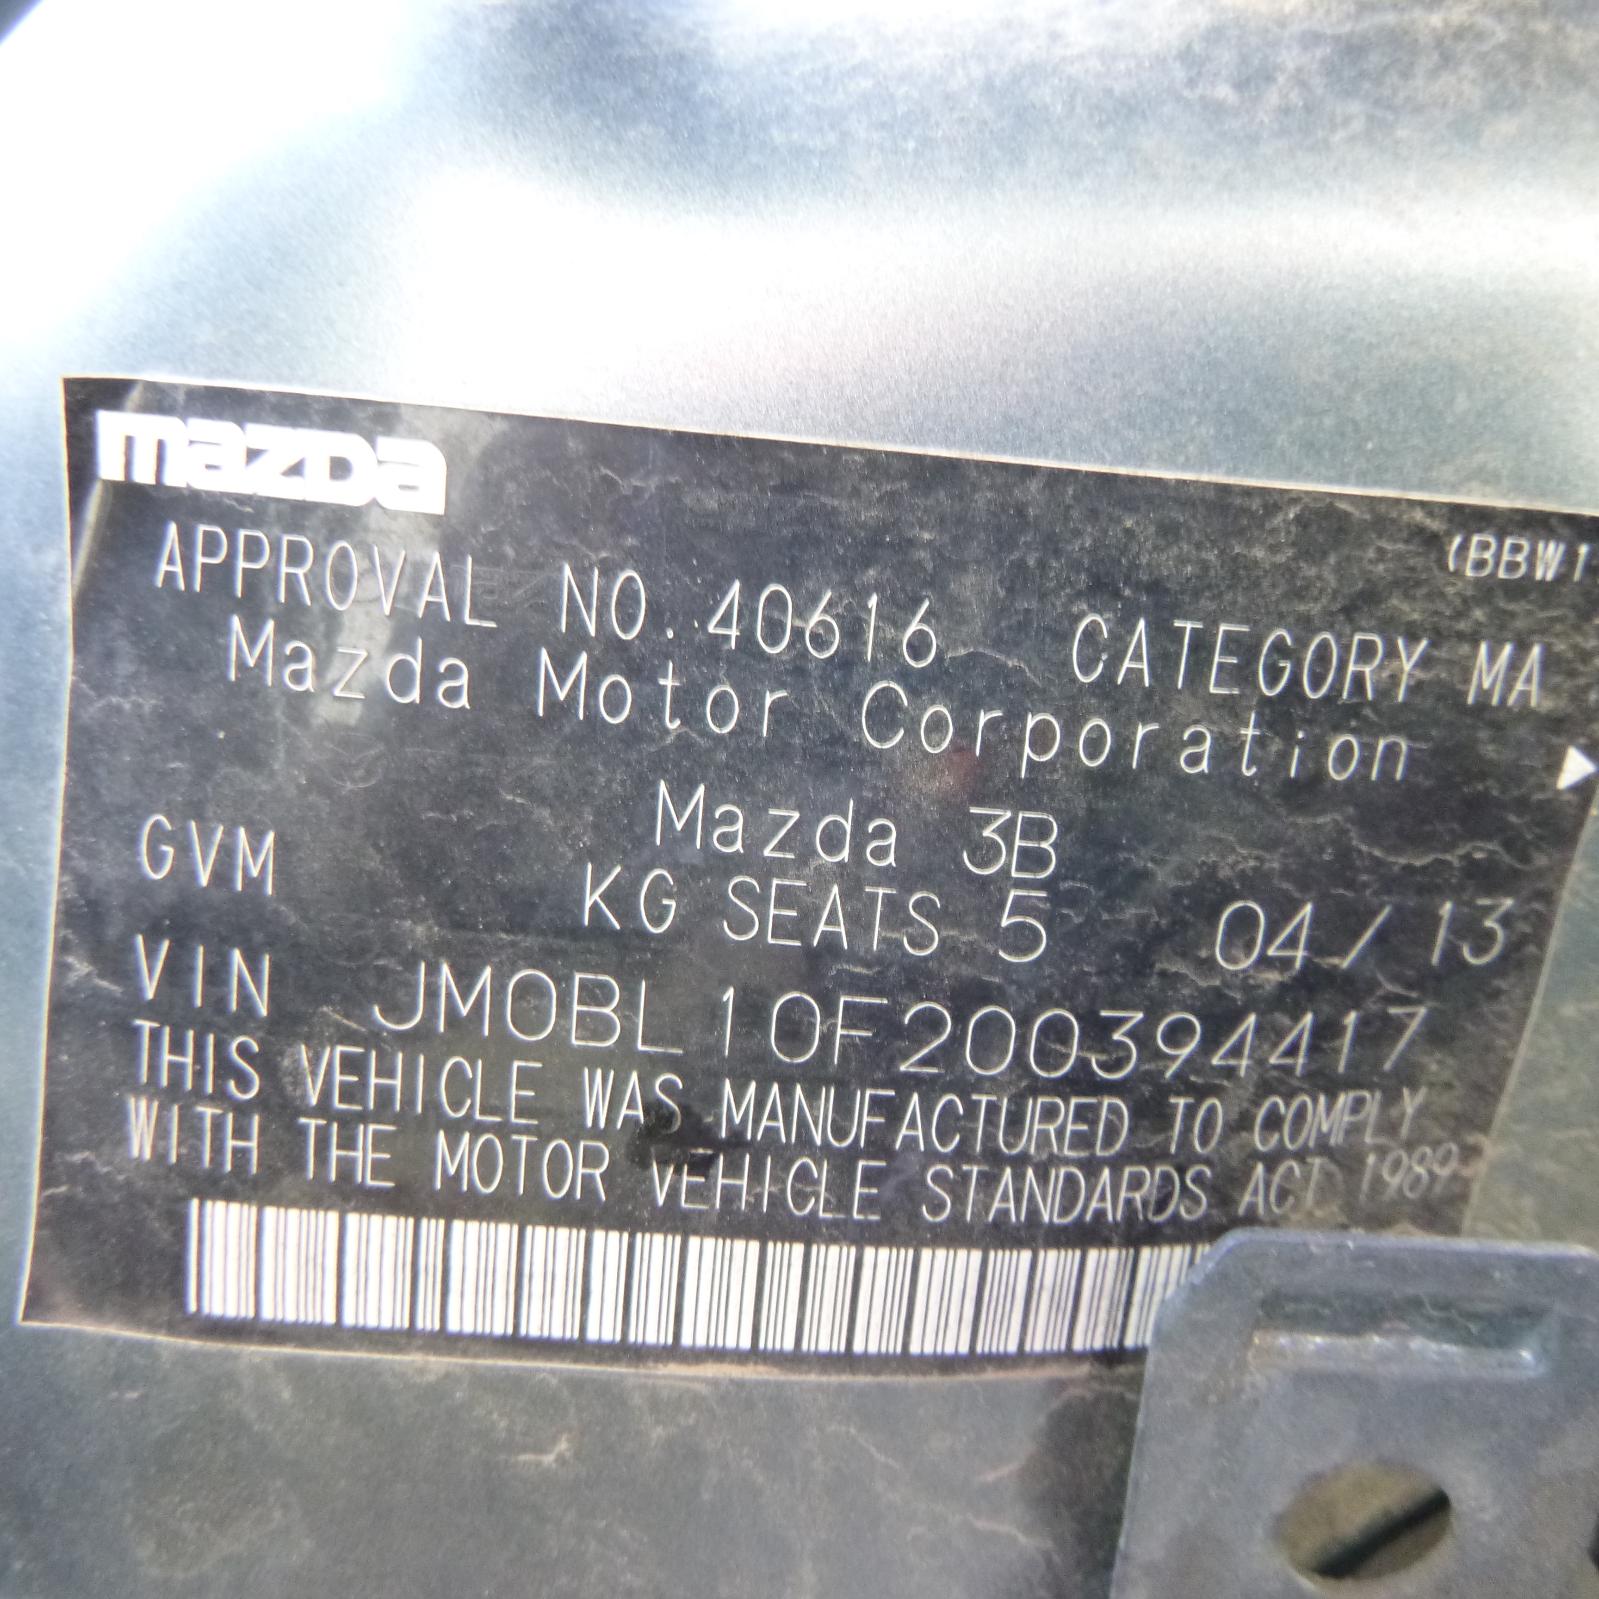 mazda
(BBW1
APPROVAL NO. 40616 CATEGORY MA
Mazda Motor Corporation
Mazda 3B
GVM KG SEATS 5 04/13
VIN JM0BL10F200394417
THIS VEHICLE WAS MANUFACTURED TO COMPLY
WITH THE MOTOR VEHICLE STANDARDS ACT 1989